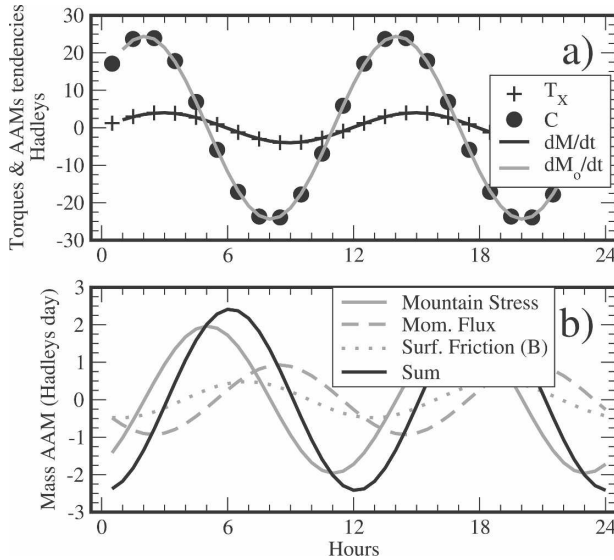 30
20
10
0
-10
-20
-30
Torques & AAMs tendencies
Hadleys
a)
T_X
C
dM/dt
dM_o/dt
0
6
12
18
24
3
2
1
0
-1
-2
-3
Mass AAM (Hadleys day)
b)
Mountain Stress
Mom. Flux
Surf. Friction (B)
Sum
0
6
12
18
24
Hours